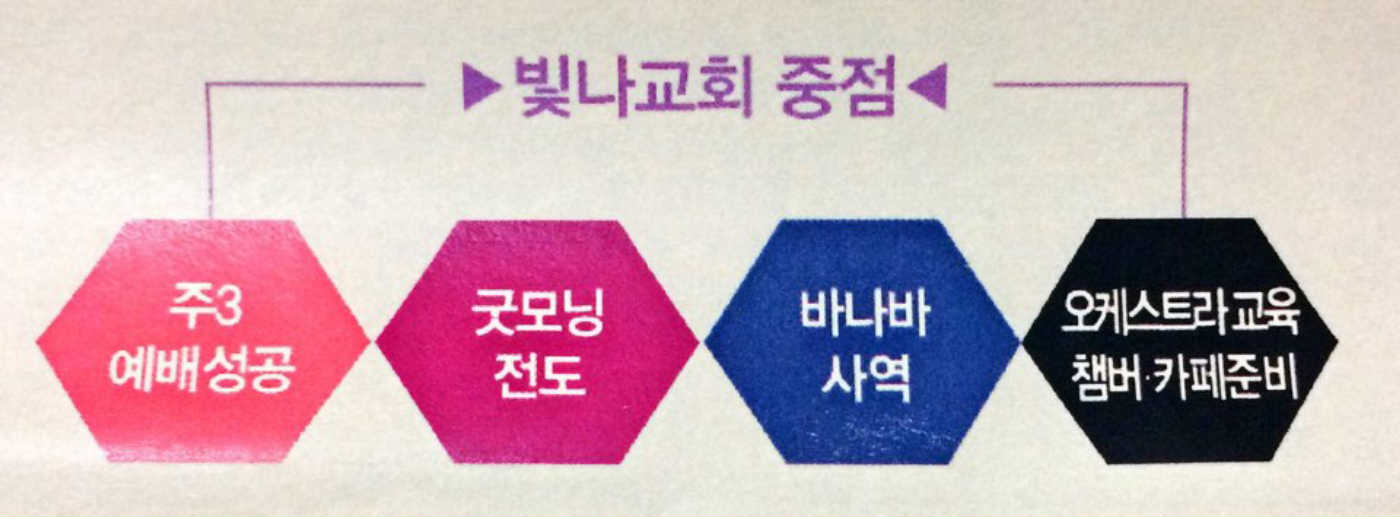 ▶빛나교회 중점◀
주3
예배성공
굿모닝
전도
바나바
사역
오케스트라교육
챔버·카페준비